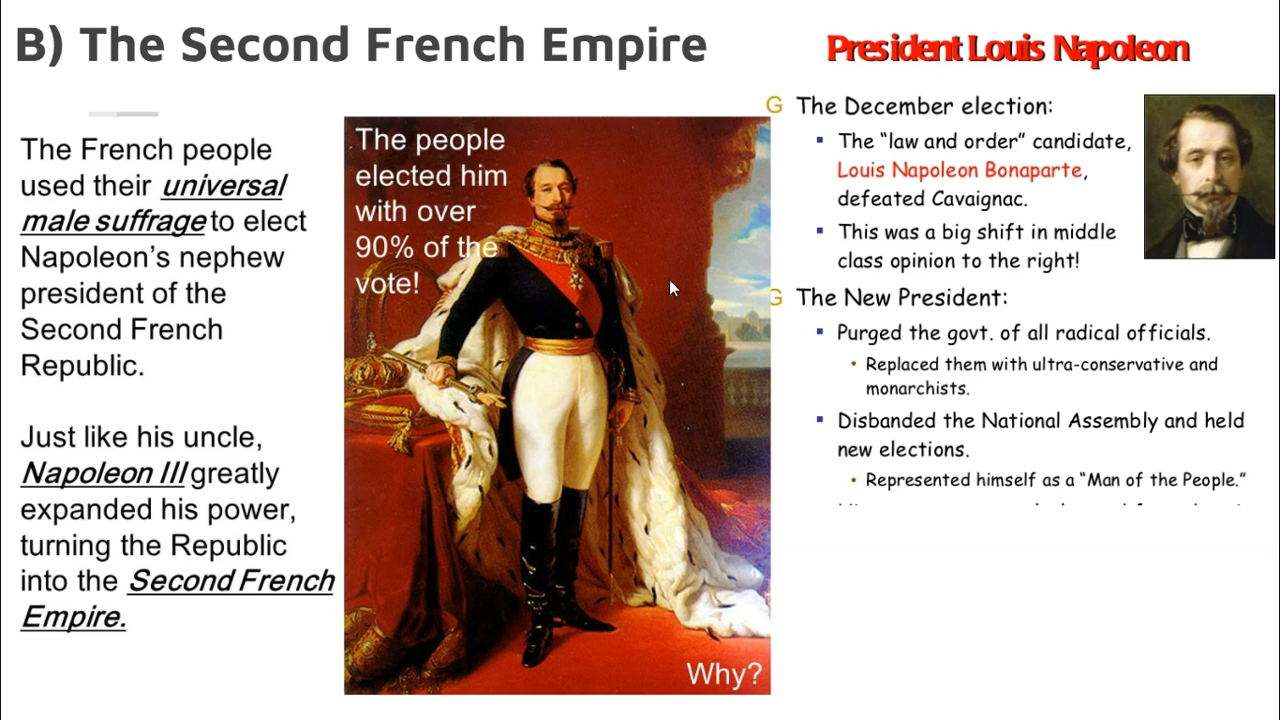 B) The Second French Empire
The French people
used their universal
male suffrage to elect
Napoleon's nephew
president of the
Second French
Republic.
Just like his uncle,
Napoleon III greatly
expanded his power,
turning the Republic
into the Second French
Empire.
The people
elected him
with over
90% of the
vote!
Why?
President Louis Napoleon
G The December election:
▪ The “law and order” candidate,
Louis Napoleon Bonaparte,
defeated Cavaignac.
▪ This was a big shift in middle
class opinion to the right!
G The New President:
▪ Purged the govt. of all radical officials.
• Replaced them with ultra-conservative and
monarchists.
▪ Disbanded the National Assembly and held
new elections.
• Represented himself as a “Man of the People.”